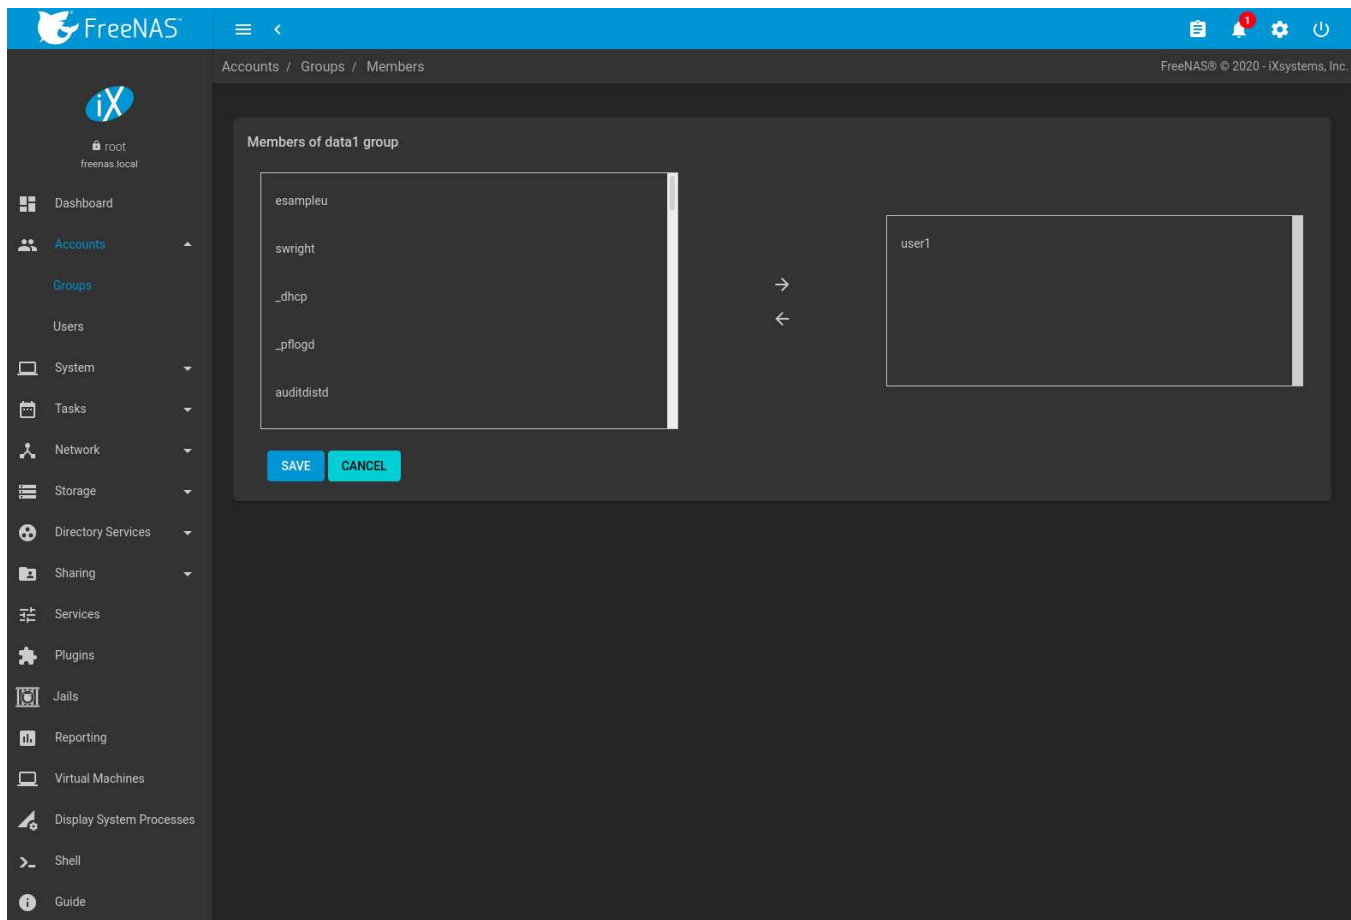 FreeNAS
1
Accounts / Groups / Members
FreeNAS® © 2020 - iXsystems, Inc.
iX
root
freenas.local
Dashboard
Accounts
Groups
Users
System
Tasks
Network
Storage
Directory Services
Sharing
Services
Plugins
Jails
Reporting
Virtual Machines
Display System Processes
Shell
Guide
Members of data1 group
esampleu
swright
_dhcp
_pflogd
auditdistd
user1
SAVE
CANCEL